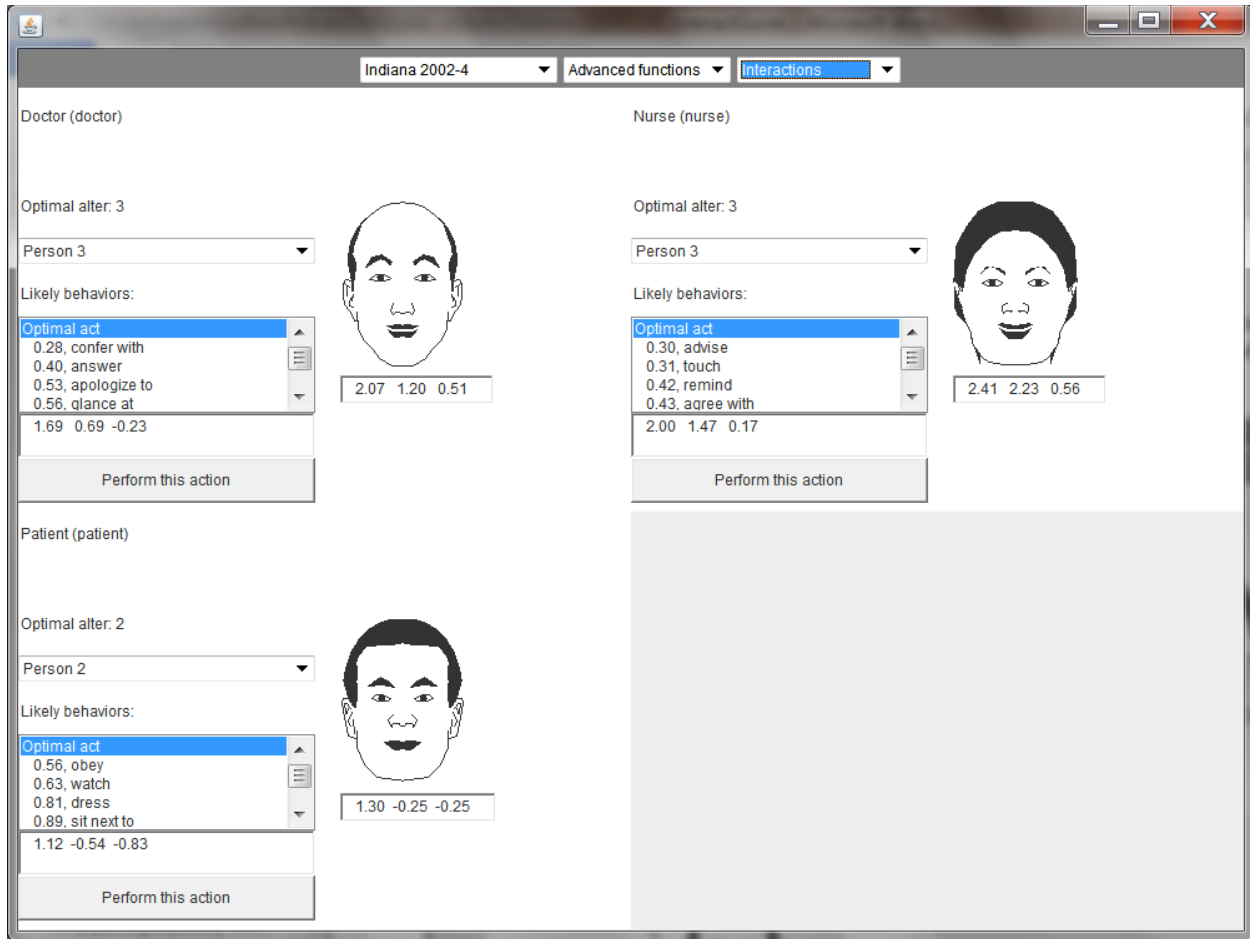 Indiana 2002-4 Advanced functions Interactions
Doctor (doctor)
Optimal alter: 3
Person 3
Likely behaviors:
Optimal act
0.28, confer with
0.40, answer
0.53, apologize to
0.56, glance at
2.07 1.20 0.51
1.69 0.69 -0.23
Perform this action
Nurse (nurse)
Optimal alter: 3
Person 3
Likely behaviors:
Optimal act
0.30, advise
0.31, touch
0.42, remind
0.43, agree with
2.41 2.23 0.56
2.00 1.47 0.17
Perform this action
Patient (patient)
Optimal alter: 2
Person 2
Likely behaviors:
Optimal act
0.56, obey
0.63, watch
0.81, dress
0.89, sit next to
1.30 -0.25 -0.25
1.12 -0.54 -0.83
Perform this action